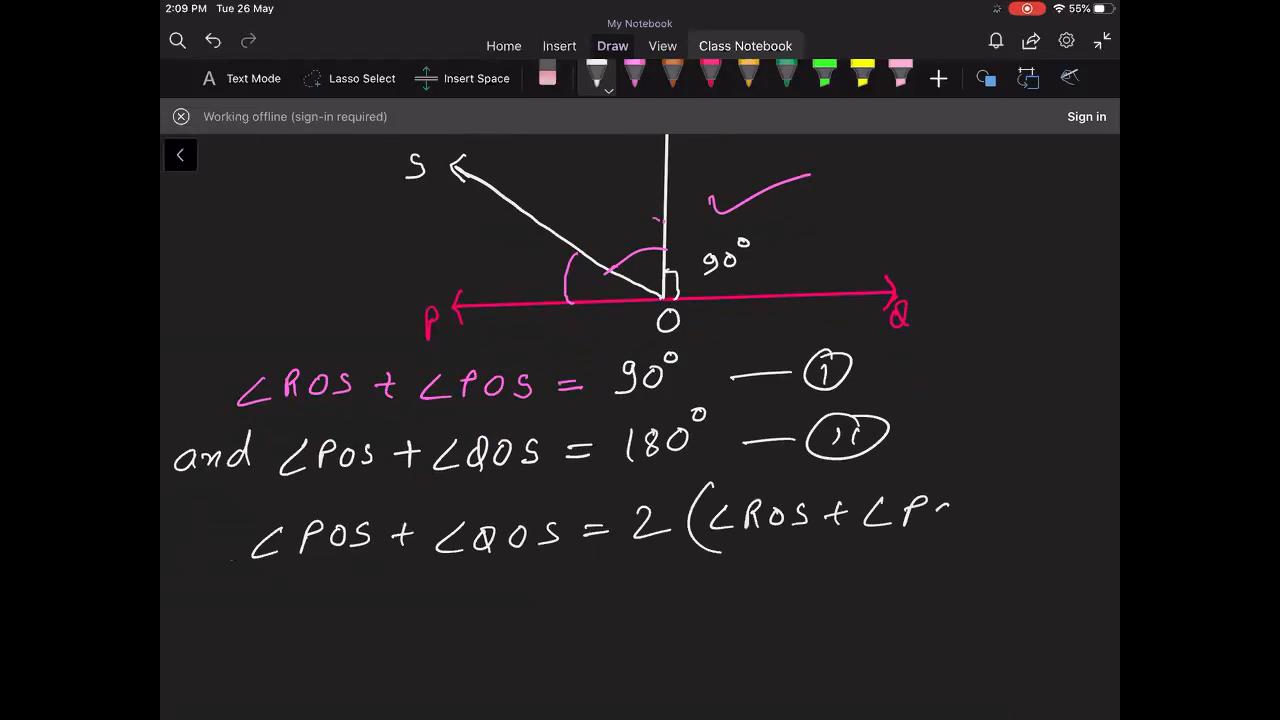 2:09 PM Tue 26 May 55%
My Notebook
Home Insert Draw View Class Notebook
Text Mode Lasso Select Insert Space
Working offline (sign-in required) Sign in
S
90°
P O Q
∠ROS + ∠POS = 90° — (i)
and ∠POS + ∠QOS = 180° — (ii)
∠POS + ∠QOS = 2 (∠ROS + ∠P